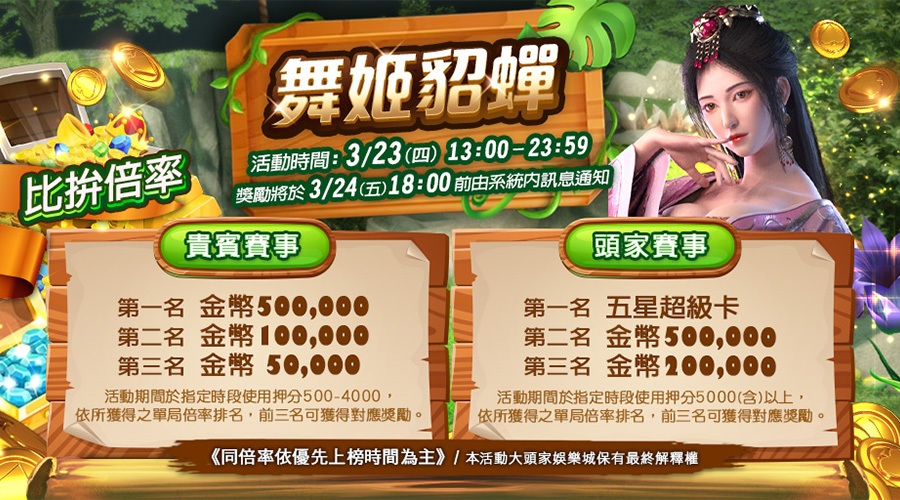 舞姬貂蟬
活動時間：3/23(四) 13:00-23:59
獎勵將於 3/24(五)18:00 前由系統內訊息通知
比拚倍率
貴賓賽事
第一名 金幣500,000
第二名 金幣100,000
第三名 金幣 50,000
活動期間於指定時段使用押分500-4000，
依所獲得之單局倍率排名，前三名可獲得對應獎勵。
頭家賽事
第一名 五星超級卡
第二名 金幣500,000
第三名 金幣200,000
活動期間於指定時段使用押分5000(含)以上，
依所獲得之單局倍率排名，前三名可獲得對應獎勵。
《同倍率依優先上榜時間為主》/ 本活動大頭家娛樂城保有最終解釋權